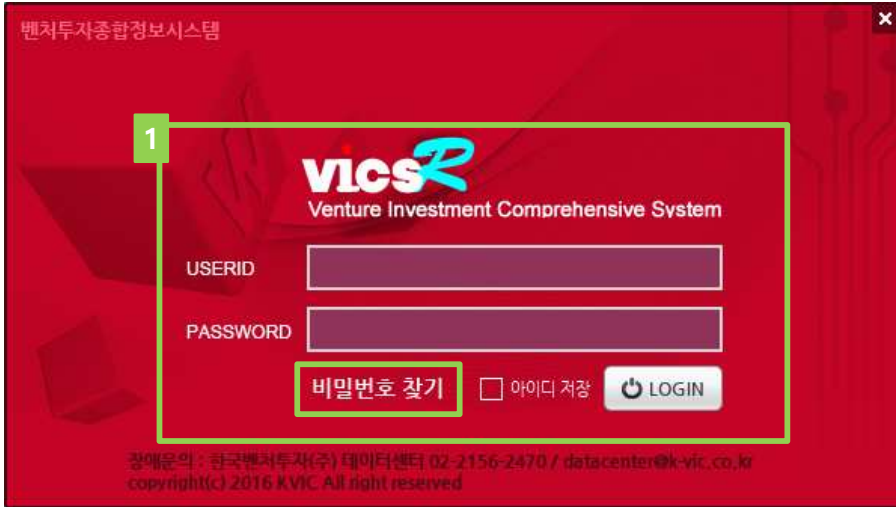 벤처투자종합정보시스템
1
vicsR
Venture Investment Comprehensive System
USERID
PASSWORD
비밀번호 찾기 아이디 저장 LOGIN
장애문의 : 한국벤처투자(주) 데이터센터 02-2156-2470 / datacenter@k-vic.co.kr
copyright(c) 2016 KVIC All right reserved